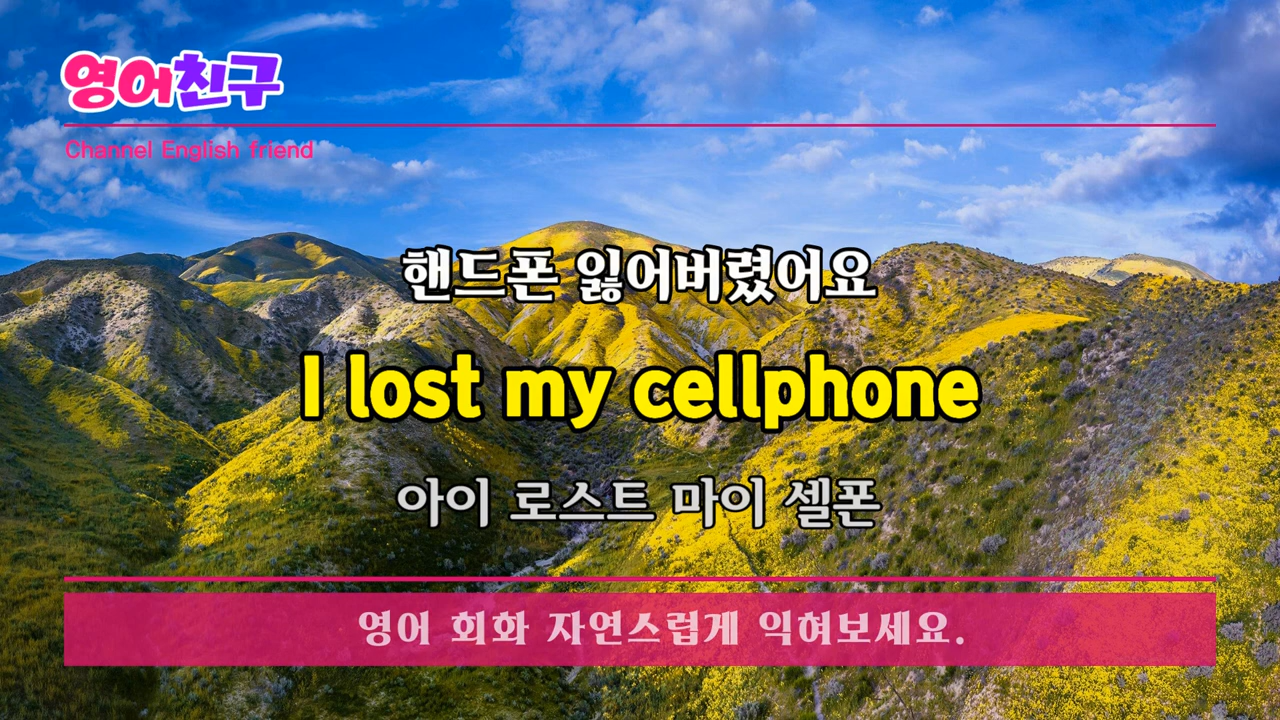 영어친구
Channel English friend
핸드폰 잃어버렸어요
I lost my cellphone
아이 로스트 마이 셀폰
영어 회화 자연스럽게 익혀보세요.